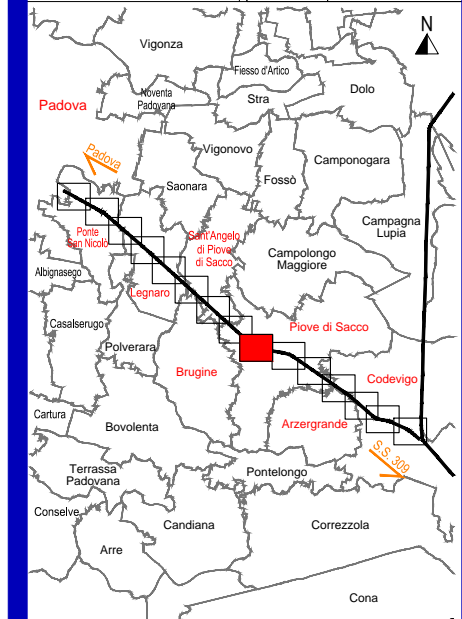 N
Vigonza
Fiesso d'Artico
Dolo
Noventa
Padovana
Stra
Padova
Padova
Vigonovo
Camponogara
Saonara
Fossò
Campagna
Lupia
Ponte
San Nicolò
Sant'Angelo
di Piove
di Sacco
Campolongo
Maggiore
Albignasego
Legnaro
Casalserugo
Piove di Sacco
Polverara
Brugine
Codevigo
Cartura
Bovolenta
Arzergrande
S.S. 309
Terrassa
Padovana
Pontelongo
Conselve
Candiana
Correzzola
Arre
Cona